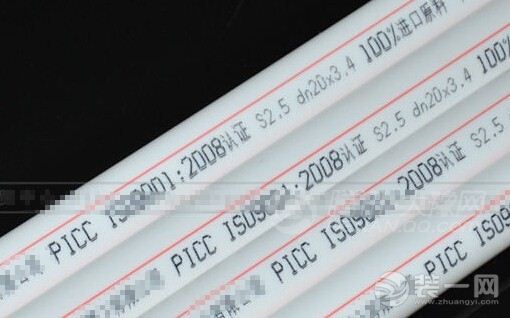 PICC ISO9001:2008认证 S2.5 dn20x3.4 100%进口原料
PICC ISO9001:2008认证 S2.5 dn20x3.4 100%
PICC ISO9 2008认证 S2.5
PICC ISO9
装一网
www.zhuangyi.com